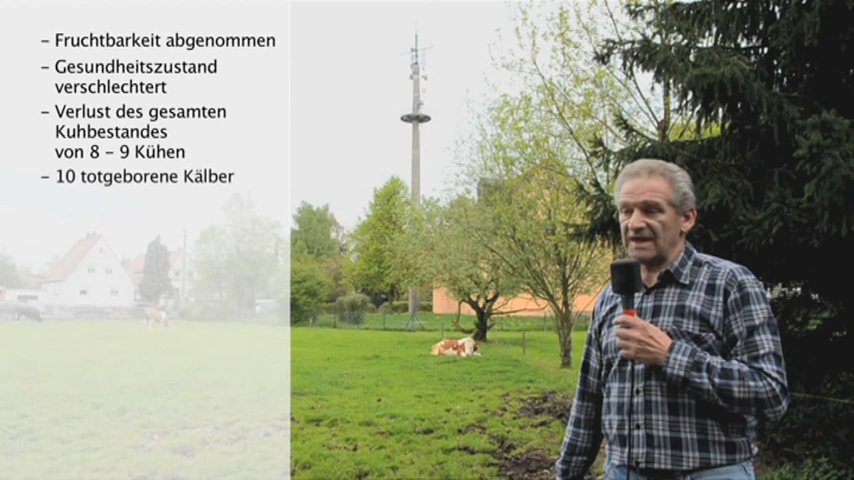 – Fruchtbarkeit abgenommen
– Gesundheitszustand
verschlechtert
– Verlust des gesamten
Kuhbestandes
von 8 – 9 Kühen
– 10 totgeborene Kälber